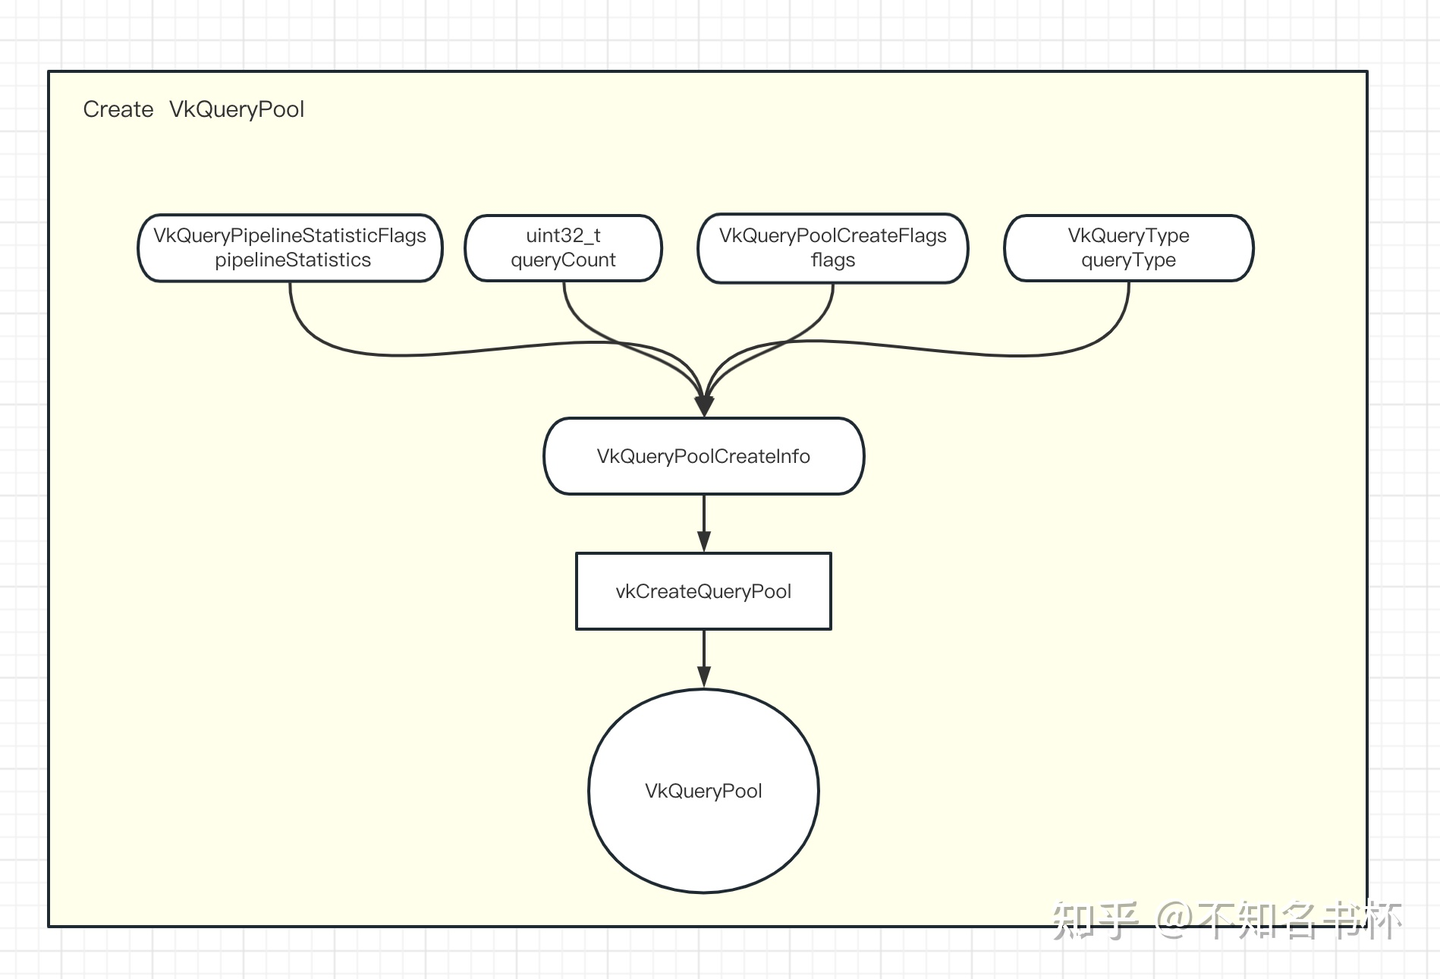 Create VkQueryPool
VkQueryPipelineStatisticFlags
pipelineStatistics
uint32_t
queryCount
VkQueryPoolCreateFlags
flags
VkQueryType
queryType
VkQueryPoolCreateInfo
vkCreateQueryPool
VkQueryPool
知乎 @不知名书杯